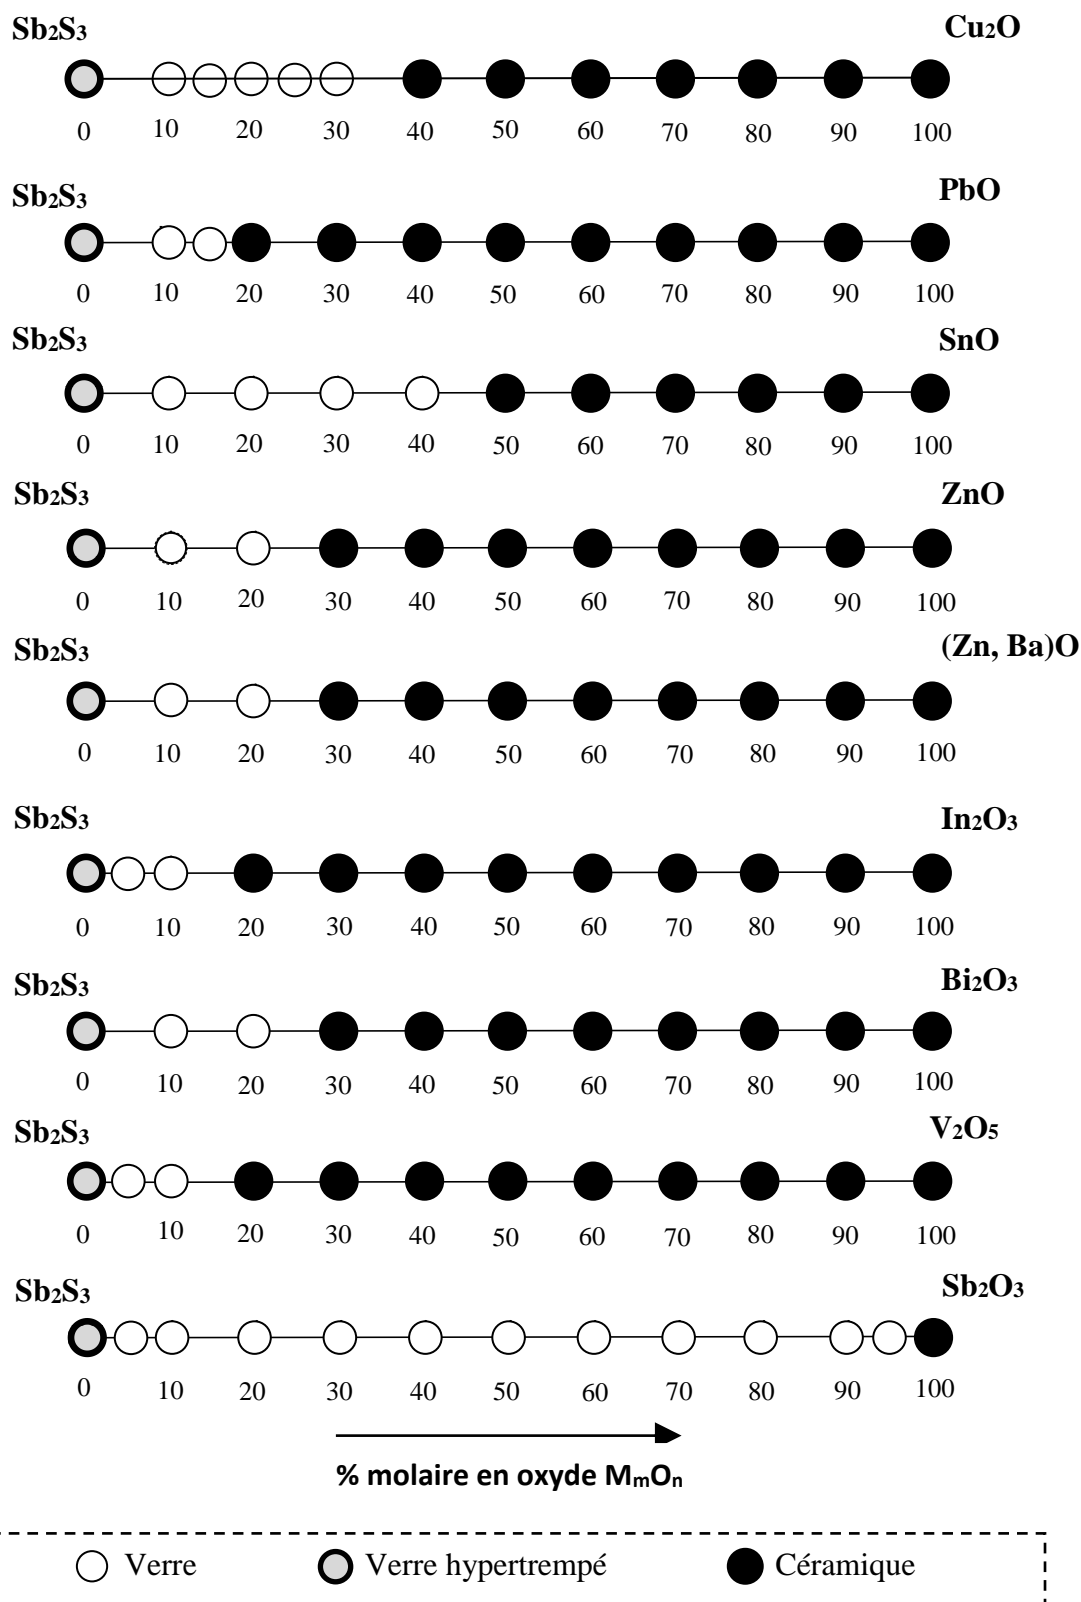 Sb₂S₃ Cu₂O
0 10 20 30 40 50 60 70 80 90 100
Sb₂S₃ PbO
0 10 20 30 40 50 60 70 80 90 100
Sb₂S₃ SnO
0 10 20 30 40 50 60 70 80 90 100
Sb₂S₃ ZnO
0 10 20 30 40 50 60 70 80 90 100
Sb₂S₃ (Zn, Ba)O
0 10 20 30 40 50 60 70 80 90 100
Sb₂S₃ In₂O₃
0 10 20 30 40 50 60 70 80 90 100
Sb₂S₃ Bi₂O₃
0 10 20 30 40 50 60 70 80 90 100
Sb₂S₃ V₂O₅
0 10 20 30 40 50 60 70 80 90 100
Sb₂S₃ Sb₂O₃
0 10 20 30 40 50 60 70 80 90 100
% molaire en oxyde MₘOₙ
Verre Verre hypertrempé Céramique